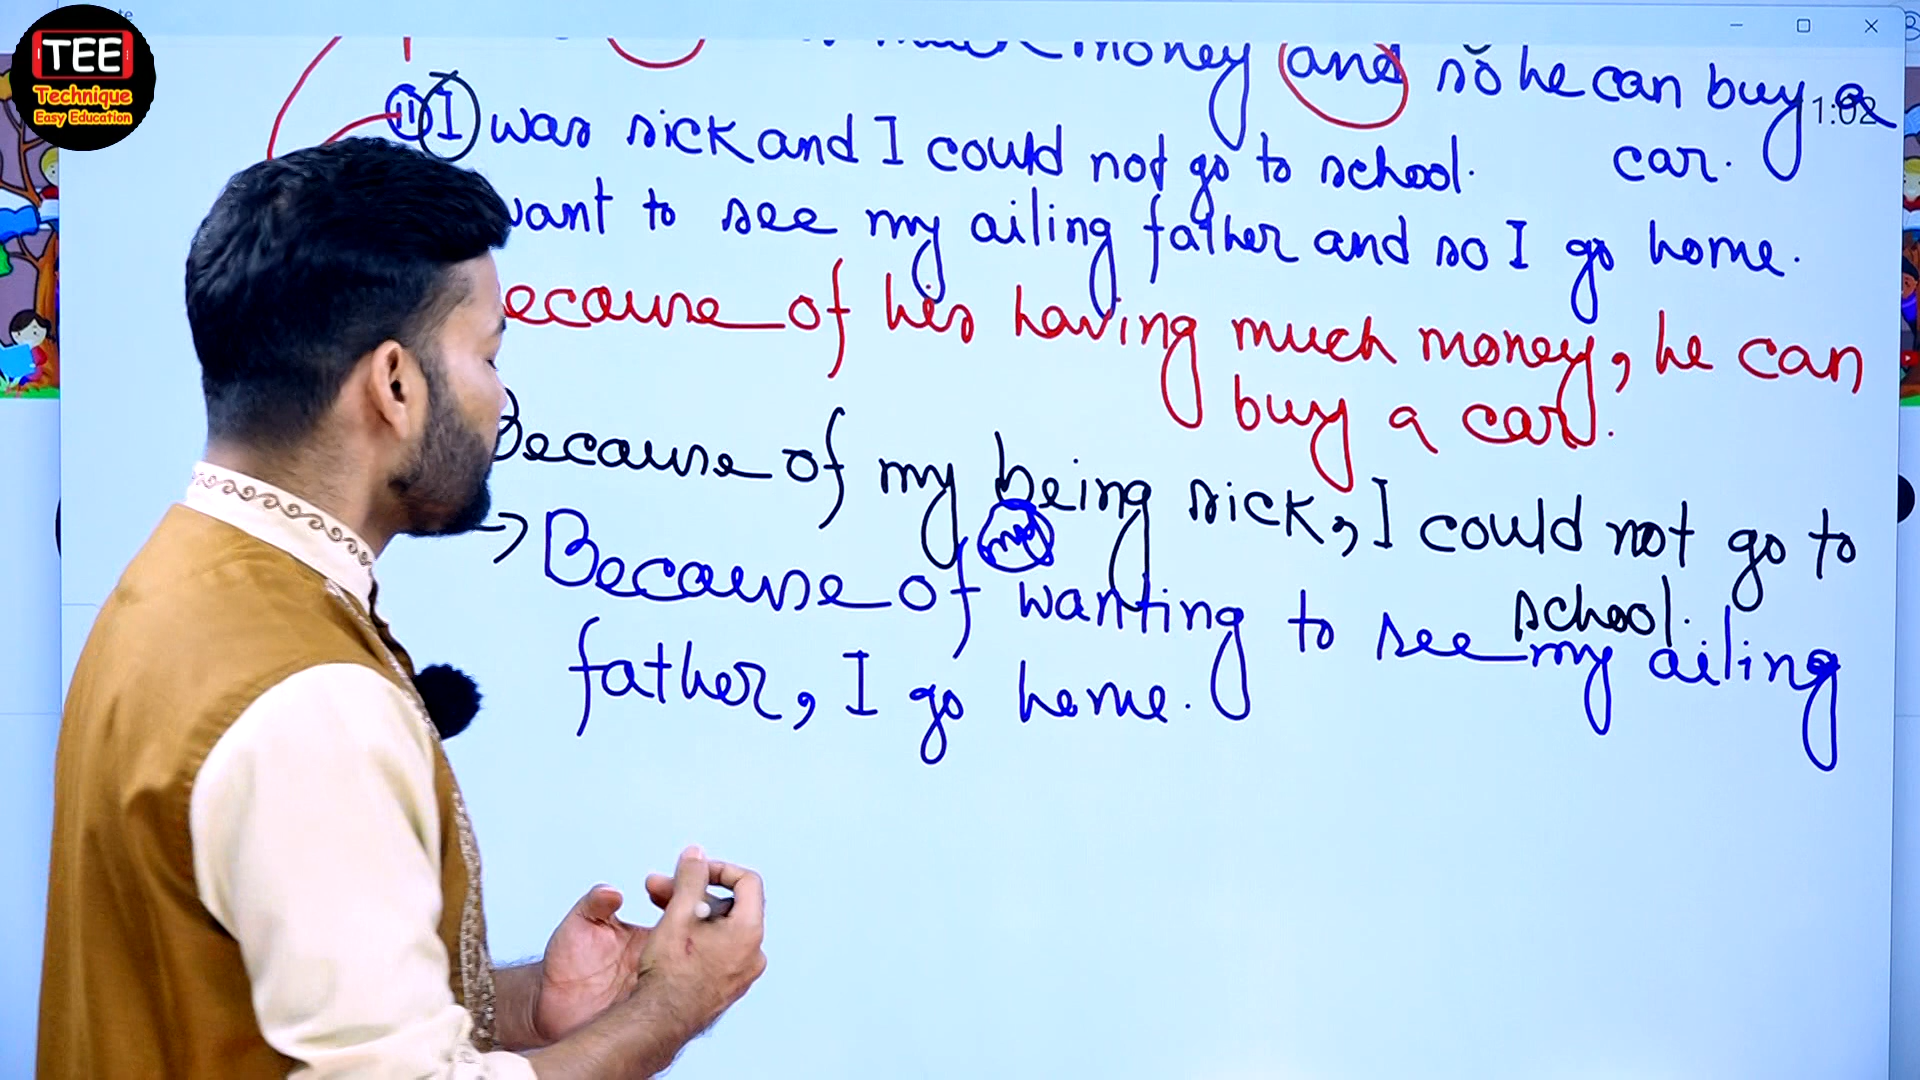 TEE
Technique
Easy Education
money and so he can buy a
car.
1:02
II I was sick and I could not go to school.
want to see my ailing father and so I go home.
ecause of his having much money, he can
buy a car.
Because of my being sick, I could not go to
school.
→ Because of my wanting to see my ailing
father, I go home.